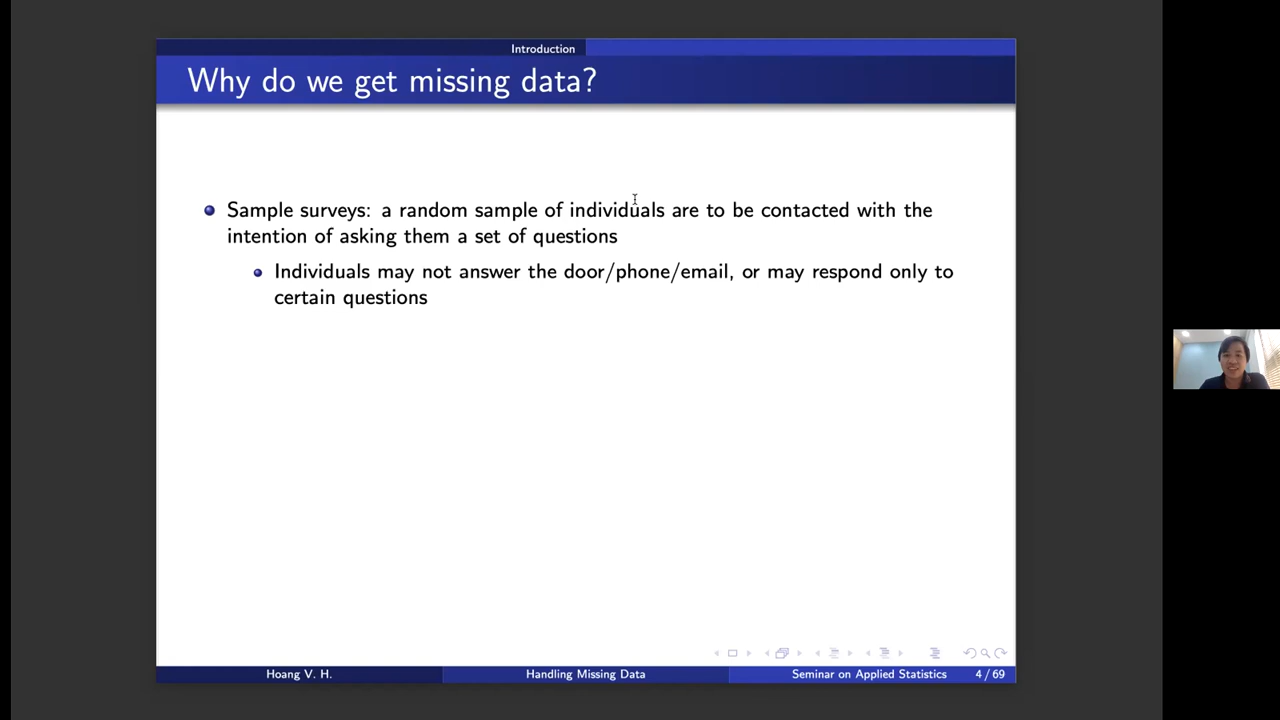 Introduction
Why do we get missing data?
Sample surveys: a random sample of individuals are to be contacted with the
intention of asking them a set of questions
Individuals may not answer the door/phone/email, or may respond only to
certain questions
Hoang V. H.
Handling Missing Data
Seminar on Applied Statistics
4 / 69